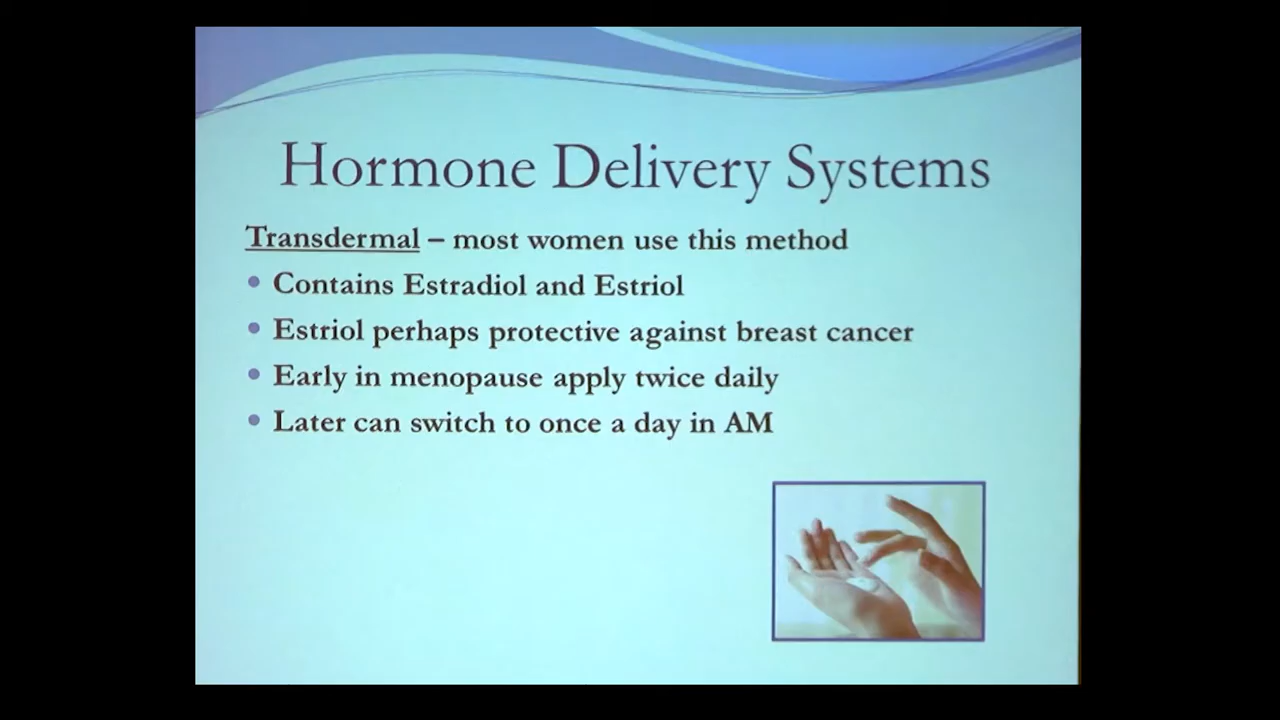 Hormone Delivery Systems
Transdermal – most women use this method
• Contains Estradiol and Estriol
• Estriol perhaps protective against breast cancer
• Early in menopause apply twice daily
• Later can switch to once a day in AM